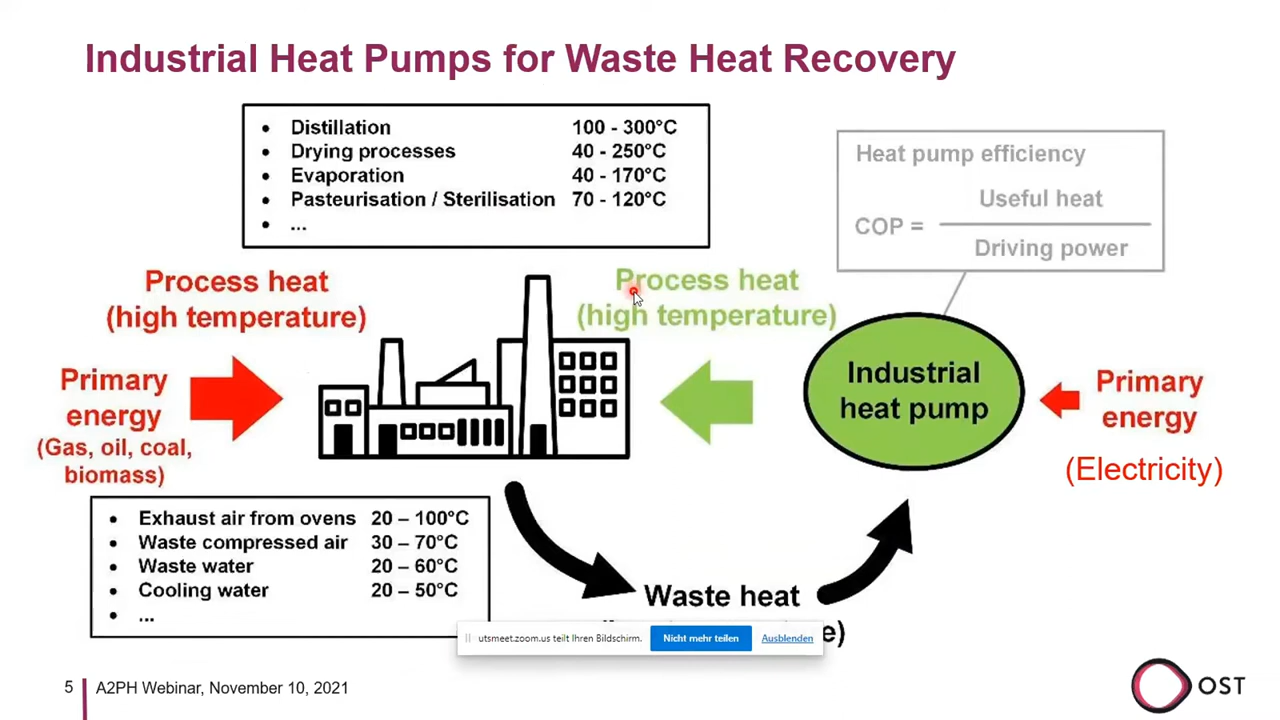 Industrial Heat Pumps for Waste Heat Recovery
• Distillation 100 - 300°C
• Drying processes 40 - 250°C
• Evaporation 40 - 170°C
• Pasteurisation / Sterilisation 70 - 120°C
• ...
Heat pump efficiency
COP = Useful heat
Driving power
Process heat
(high temperature)
Process heat
(high temperature)
Primary
energy
(Gas, oil, coal,
biomass)
Industrial
heat pump
Primary
energy
(Electricity)
• Exhaust air from ovens 20 – 100°C
• Waste compressed air 30 – 70°C
• Waste water 20 – 60°C
• Cooling water 20 – 50°C
• ...
Waste heat
utsmeet.zoom.us teilt Ihren Bildschirm. Nicht mehr teilen Ausblenden
5 A2PH Webinar, November 10, 2021
OST